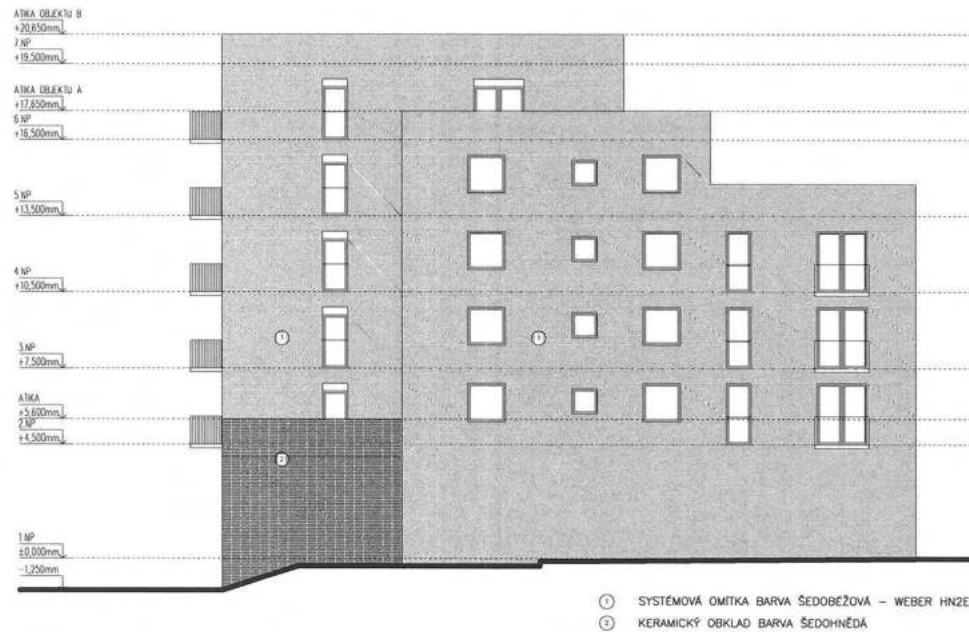 ATIKA OBJEKTU B
+20,650mm
7.NP
+19,500mm
ATIKA OBJEKTU A
+17,650mm
6.NP
+16,500mm
5.NP
+13,500mm
4.NP
+10,500mm
3.NP
+7,500mm
ATIKA
+5,600mm
2.NP
+4,500mm
1.NP
±0,000mm
-1,250mm
1
1
2
1 SYSTÉMOVÁ OMÍTKA BARVA ŠEDOBÉŽOVÁ – WEBER HN2E
2 KERAMICKÝ OBKLAD BARVA ŠEDOHNĚDÁ